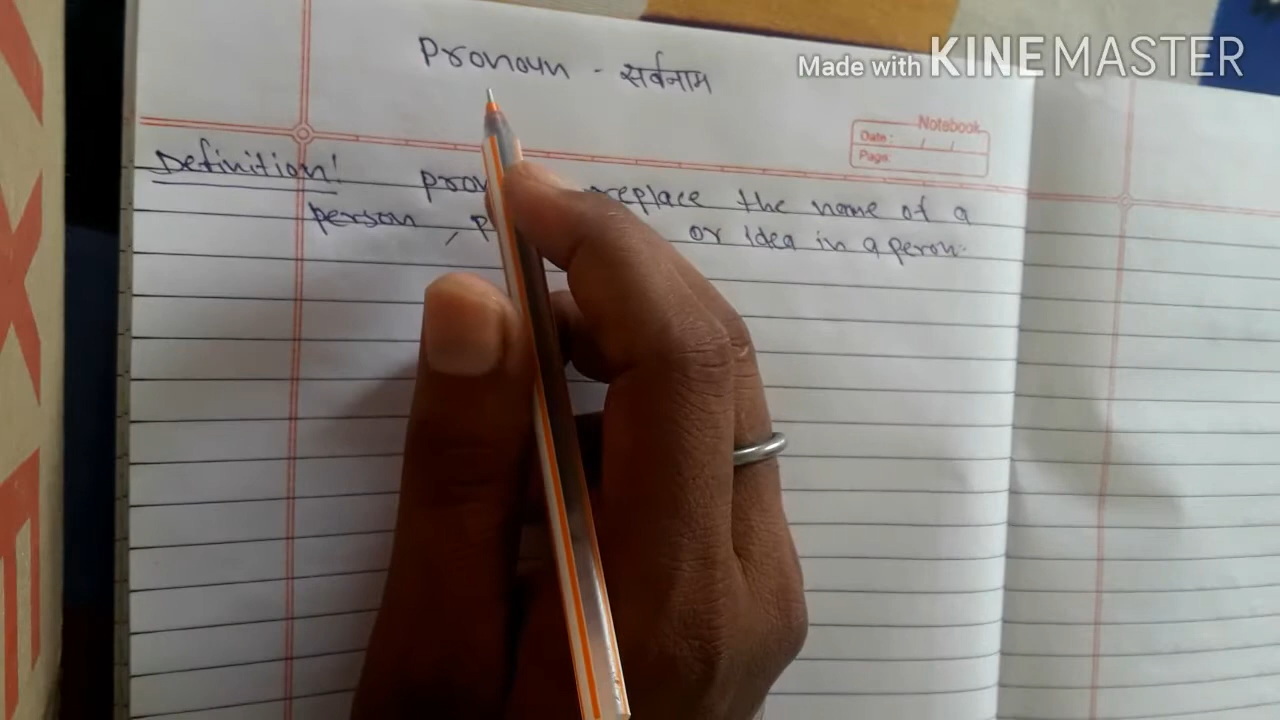 Made with KINEMASTER
Pronoun - सर्वनाम
Notebook
Date: / /
Page:
Definition! replace the name of a
person, or idea in a peron.